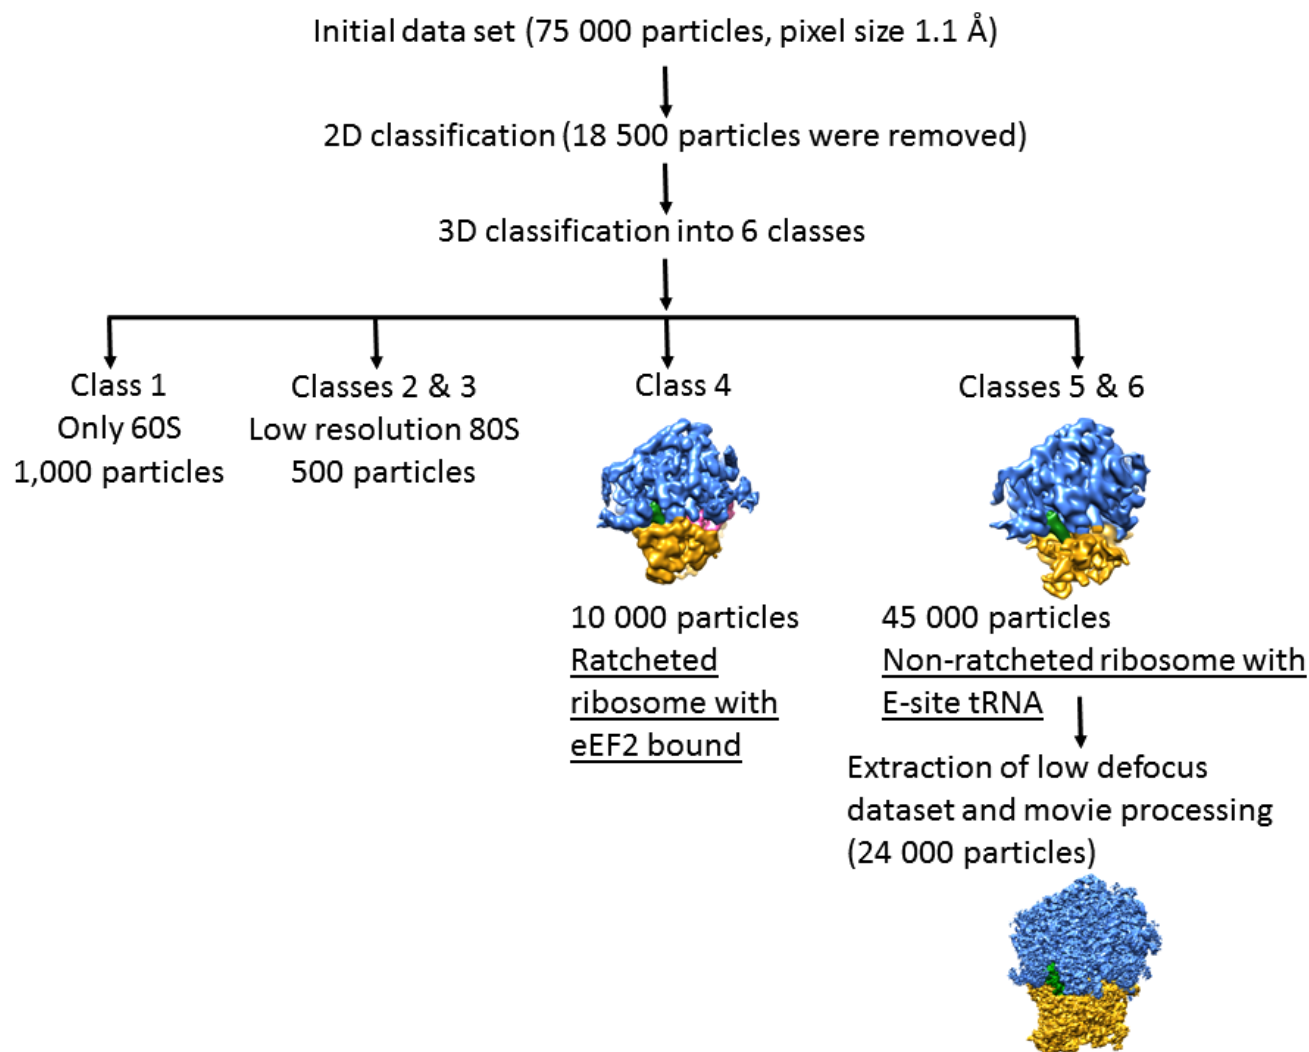 Initial data set (75 000 particles, pixel size 1.1 Å)
2D classification (18 500 particles were removed)
3D classification into 6 classes
Class 1
Only 60S
1,000 particles
Classes 2 & 3
Low resolution 80S
500 particles
Class 4
10 000 particles
Ratcheted
ribosome with
eEF2 bound
Classes 5 & 6
45 000 particles
Non-ratcheted ribosome with
E-site tRNA
Extraction of low defocus
dataset and movie processing
(24 000 particles)